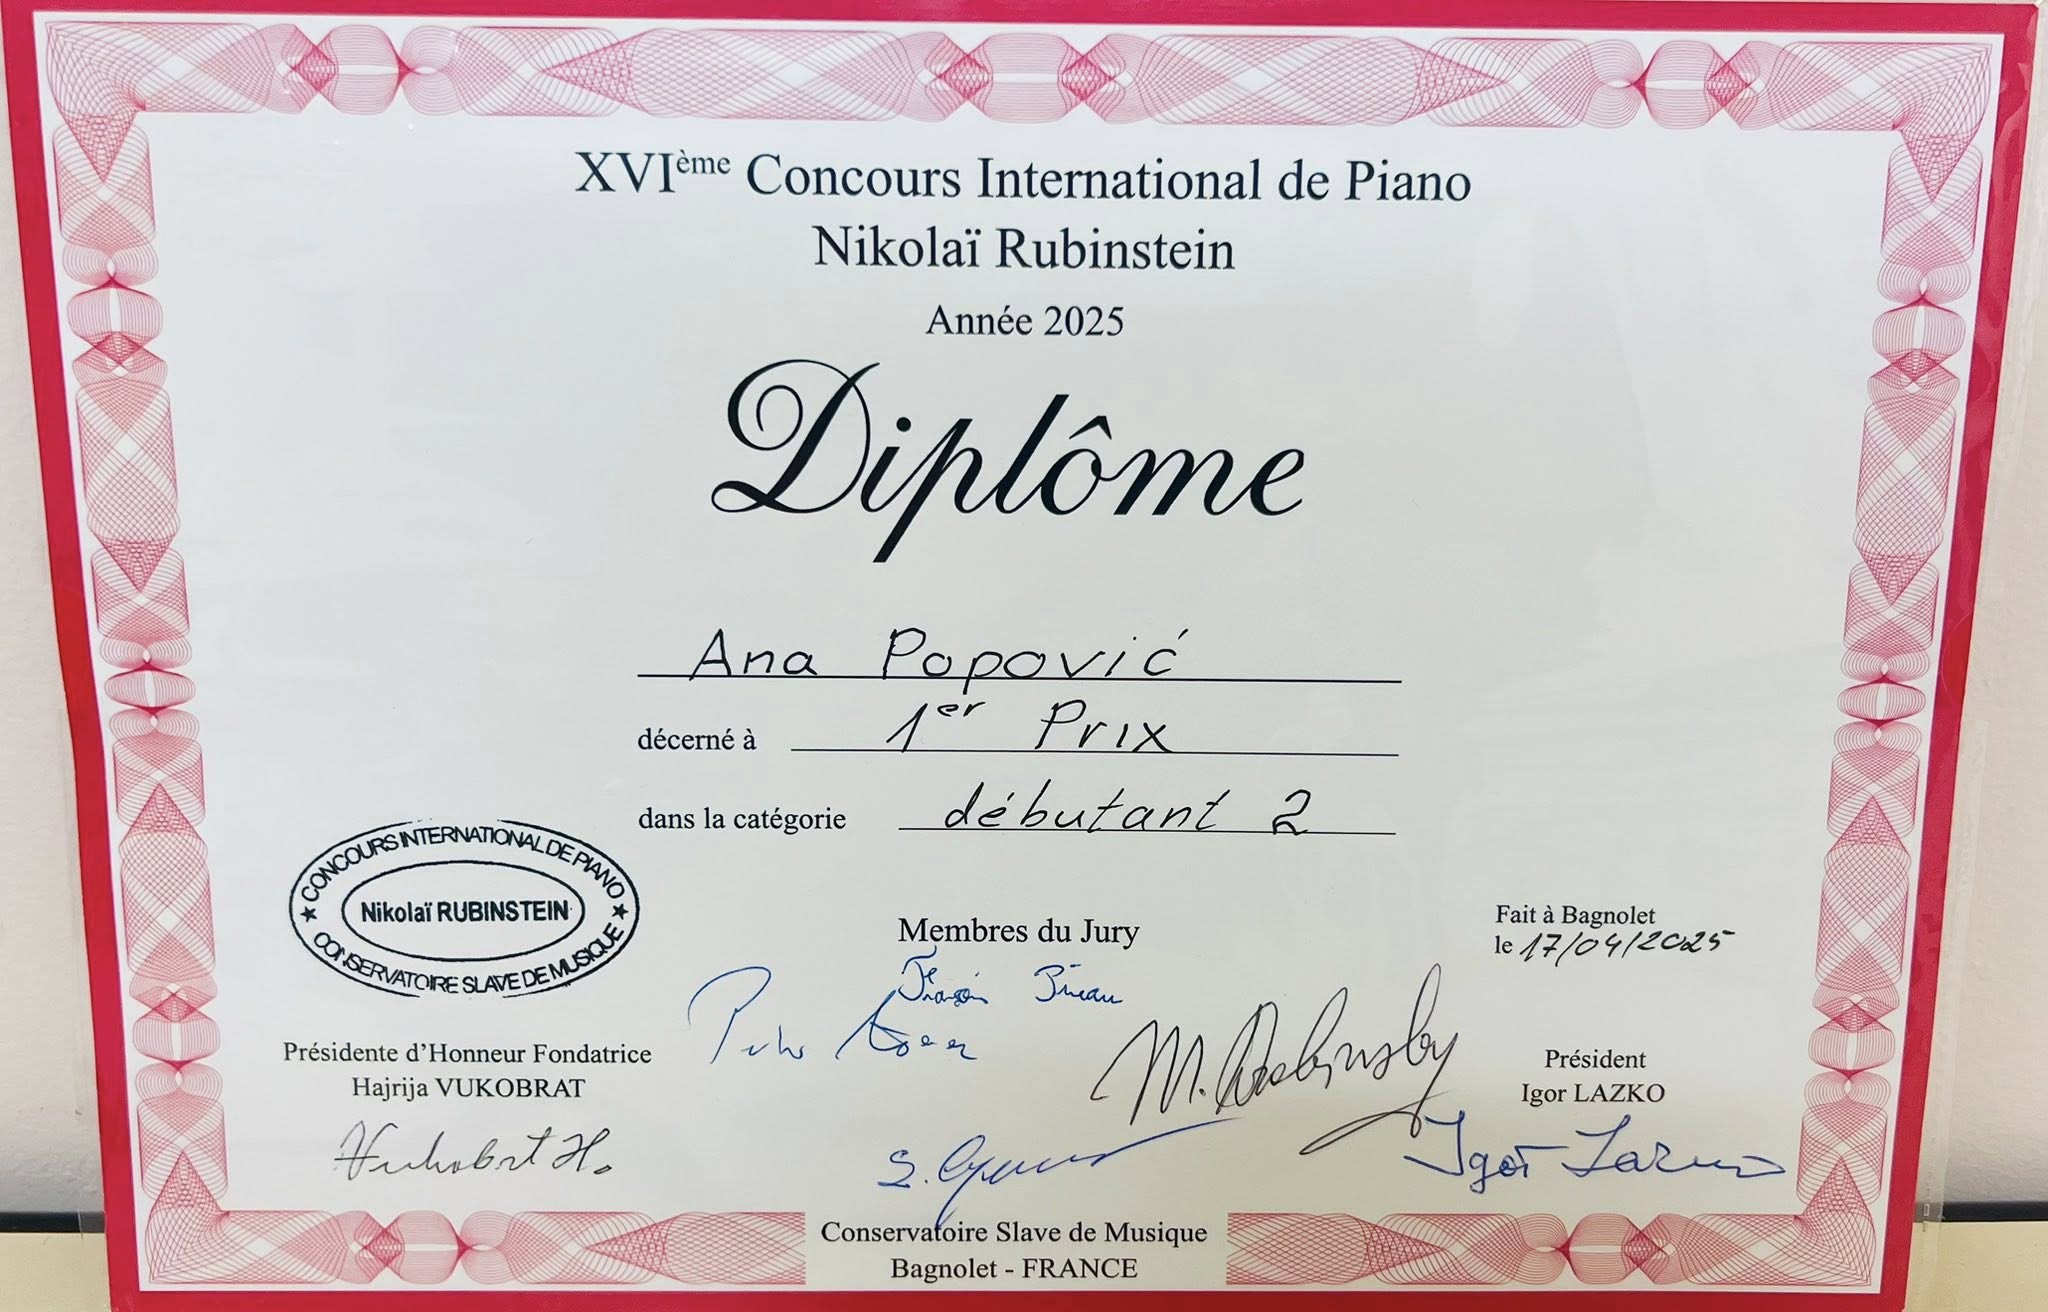 XVIème Concours International de Piano
Nikolaï Rubinstein
Année 2025
Diplôme
Ana Popović
décerné à 1er Prix
dans la catégorie débutant 2
CONCOURS INTERNATIONAL DE PIANO
Nikolaï RUBINSTEIN
CONSERVATOIRE SLAVE DE MUSIQUE
Membres du Jury
Fait à Bagnolet
le 17/04/2025
Présidente d'Honneur Fondatrice
Hajrija VUKOBRAT
Vukobrat H.
Président
Igor LAZKO
Igor Lazko
Conservatoire Slave de Musique
Bagnolet - FRANCE